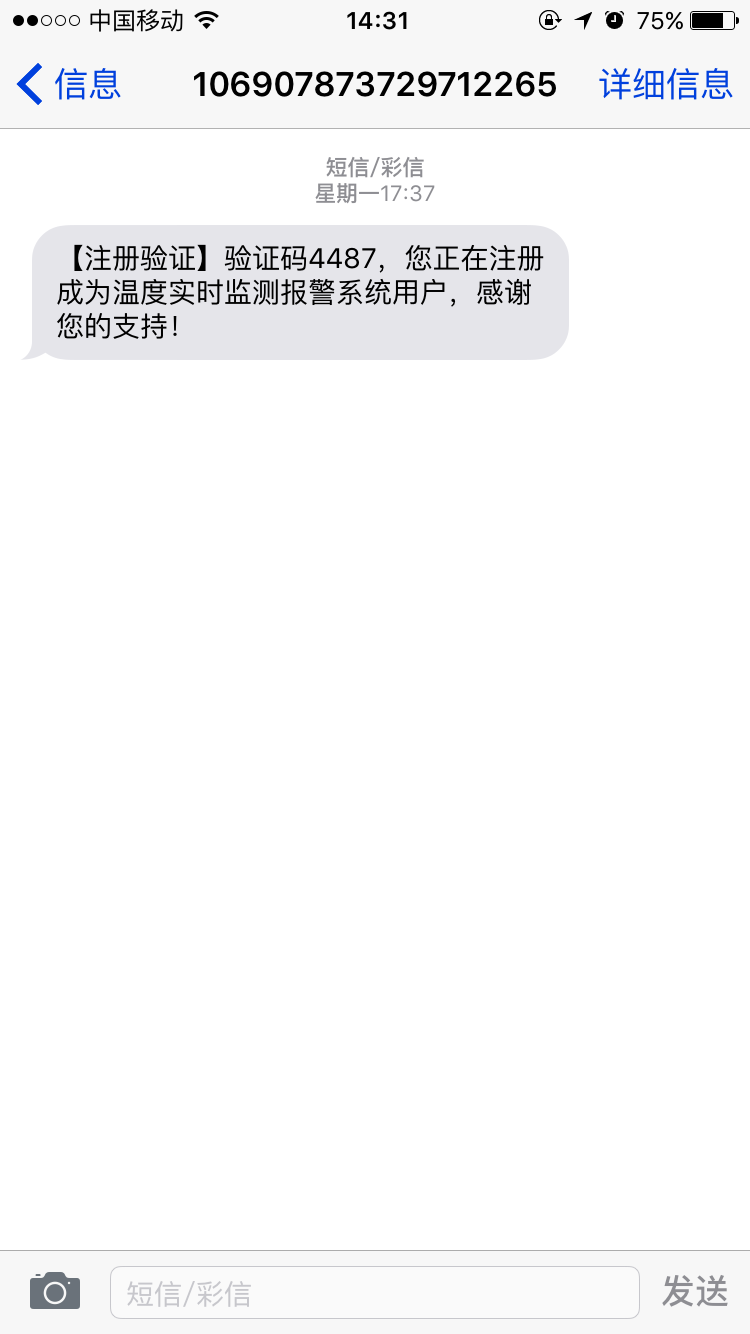 中国移动 14:31 75%
信息 106907873729712265 详细信息
短信/彩信
星期一17:37
【注册验证】验证码4487，您正在注册
成为温度实时监测报警系统用户，感谢
您的支持！
短信/彩信 发送